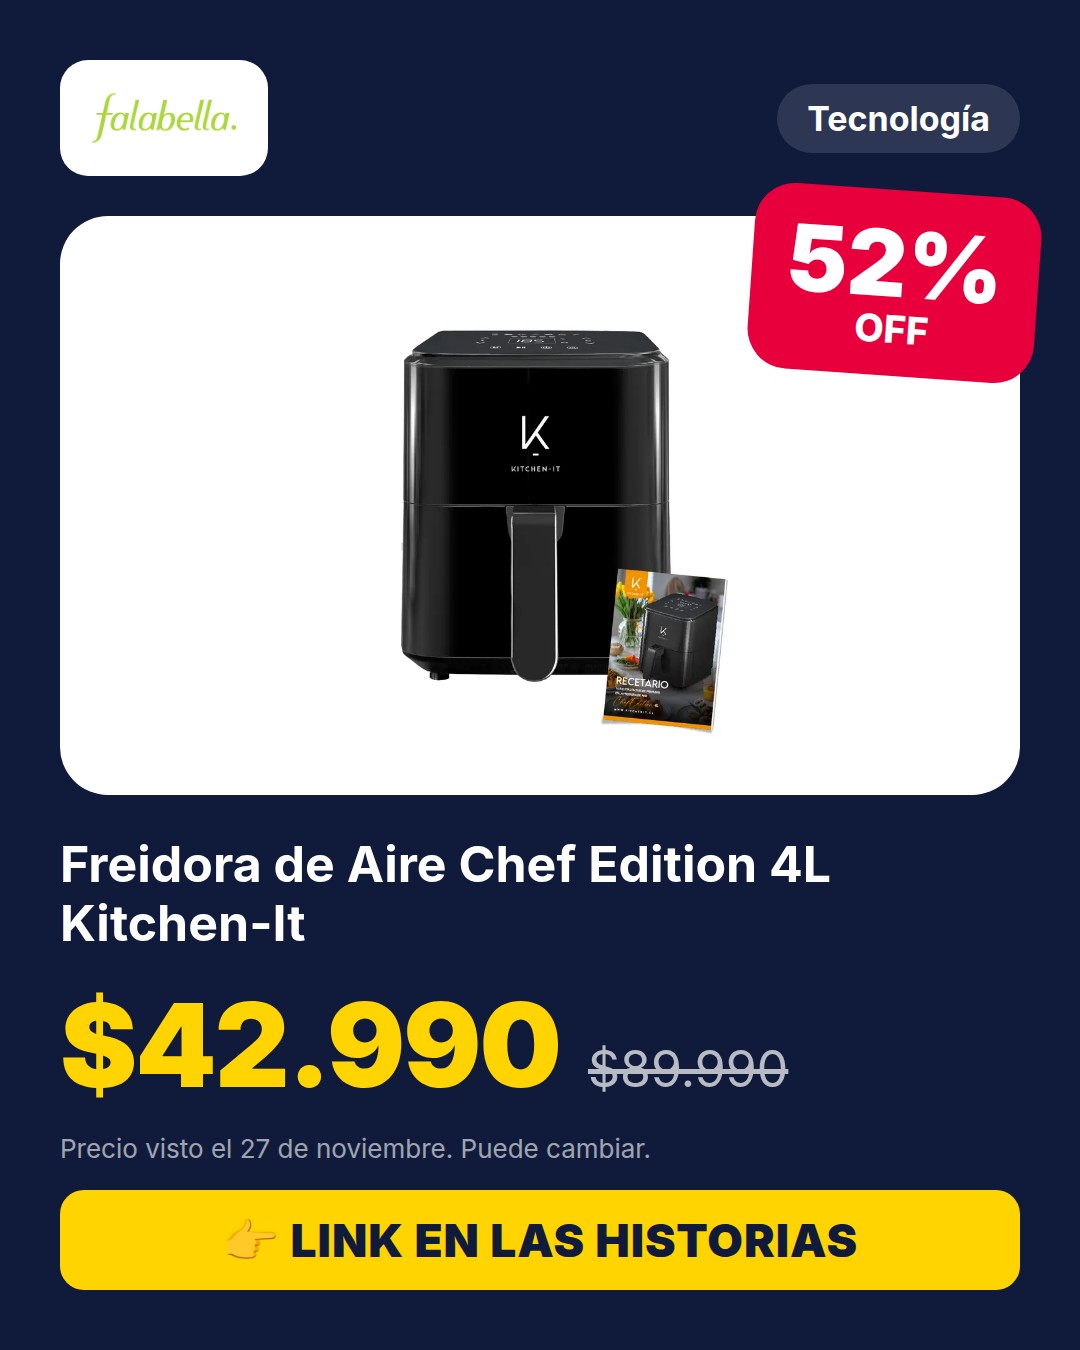 falabella.
Tecnología
52%
OFF
185
K
KITCHEN-IT
K
K
RECETARIO
Freidora de Aire Chef Edition 4L
Kitchen-It
$42.990 $89.990
Precio visto el 27 de noviembre. Puede cambiar.
👉 LINK EN LAS HISTORIAS